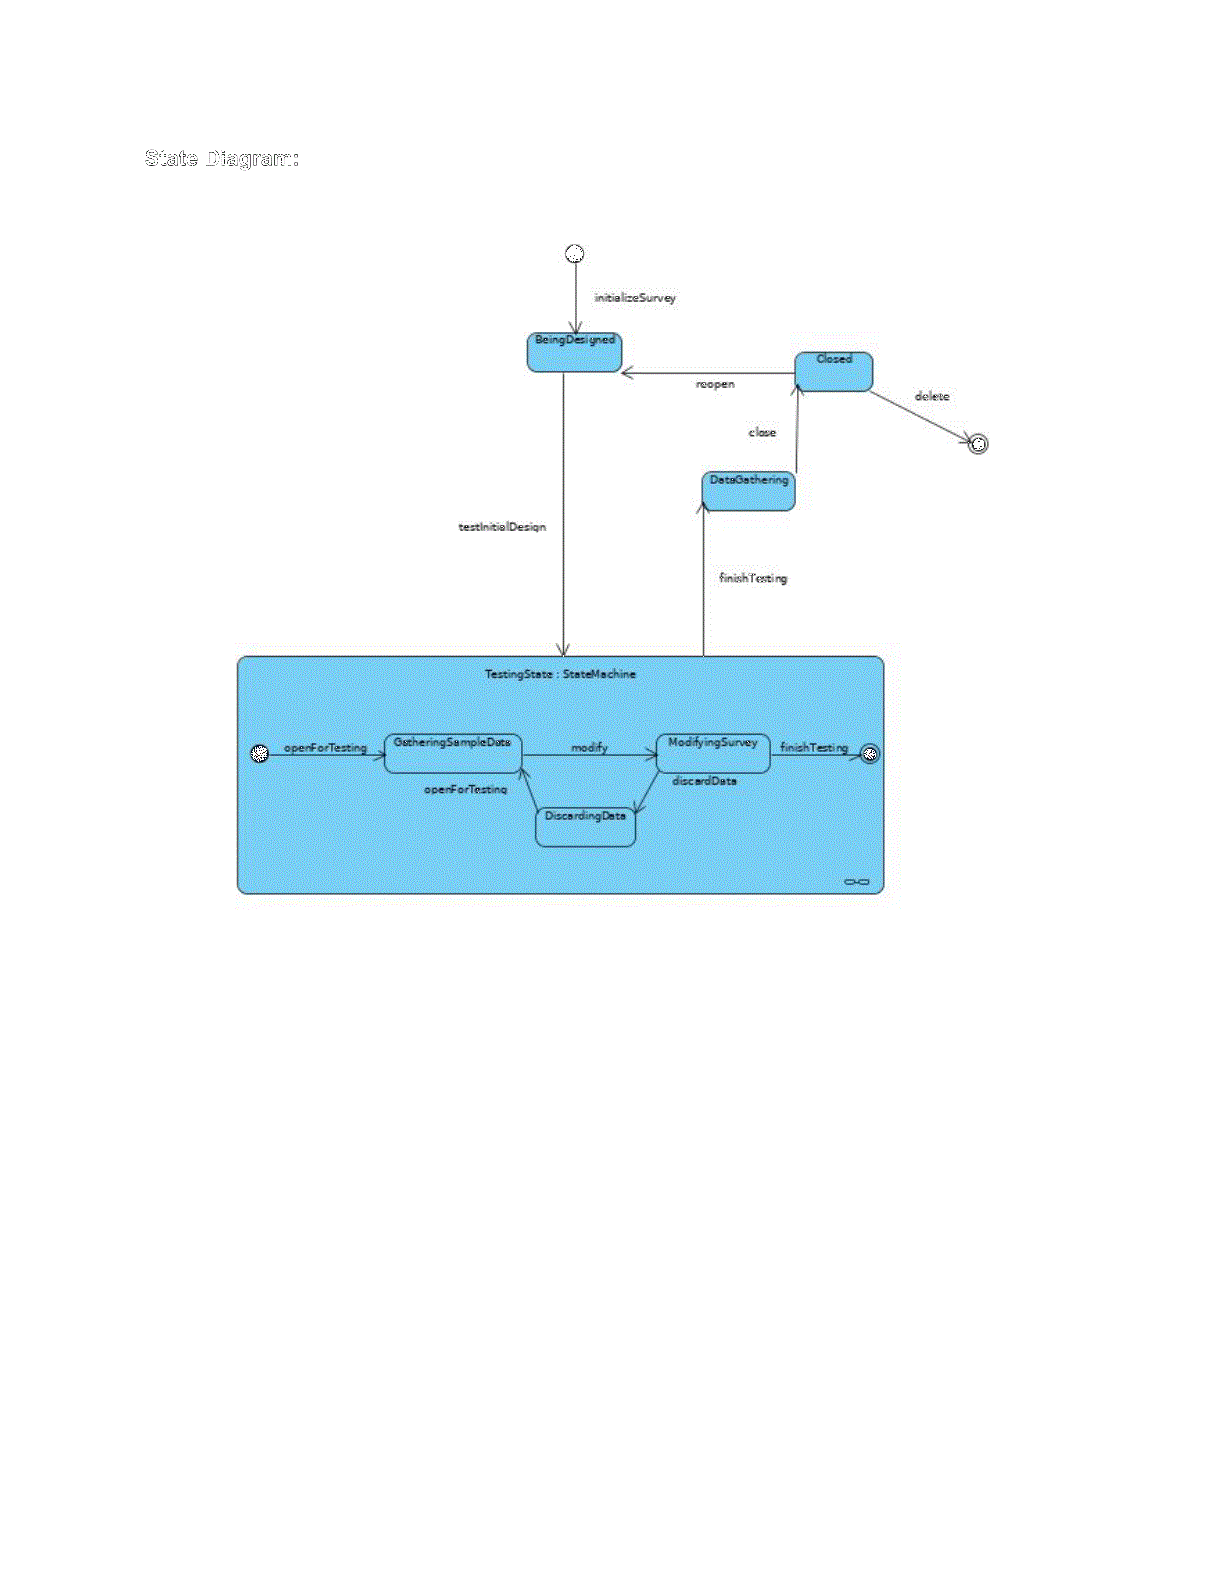 State Diagram:
initializeSurvey
BeingDesigned
Closed
reopen
delete
close
DataGathering
testInitialDesign
finishTesting
TestingState : StateMachine
openForTesting
GatheringSampleData
modify
ModifyingSurvey
finishTesting
discardData
openForTesting
DiscardingData